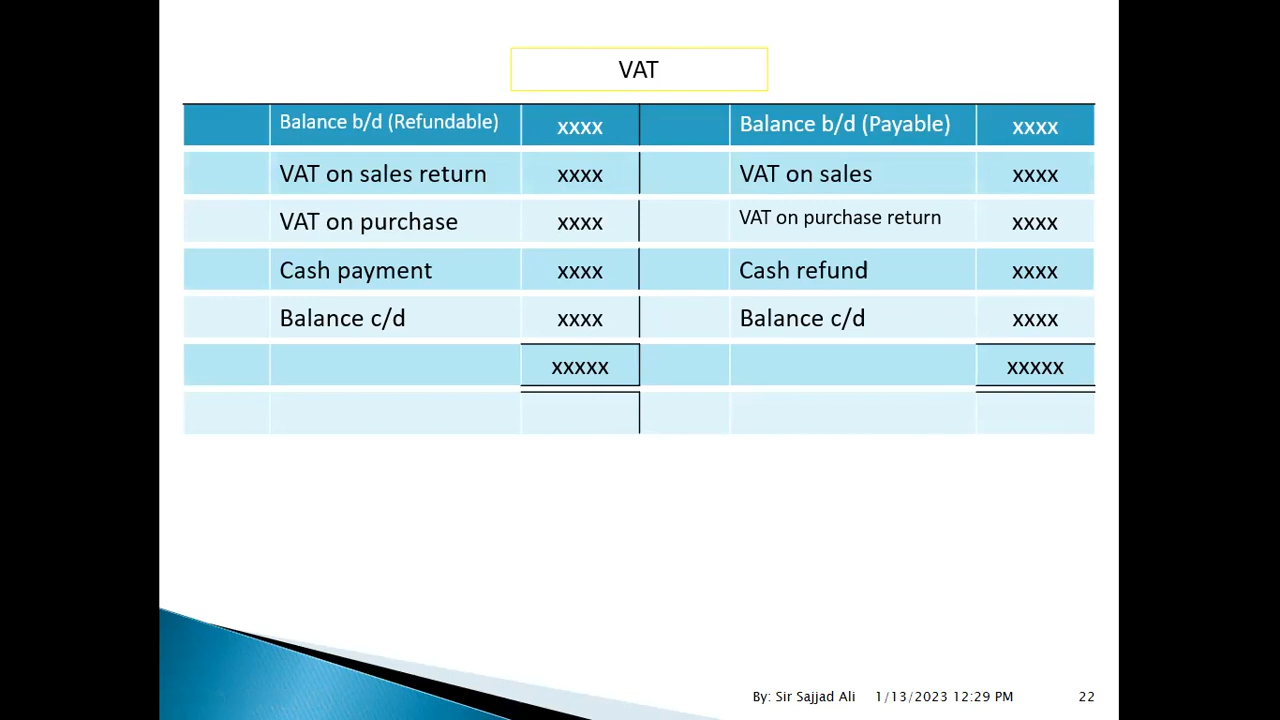 VAT
Balance b/d (Refundable) xxxx Balance b/d (Payable) xxxx
VAT on sales return xxxx VAT on sales xxxx
VAT on purchase xxxx VAT on purchase return xxxx
Cash payment xxxx Cash refund xxxx
Balance c/d xxxx Balance c/d xxxx
xxxxx xxxxx
By: Sir Sajjad Ali 1/13/2023 12:29 PM 22